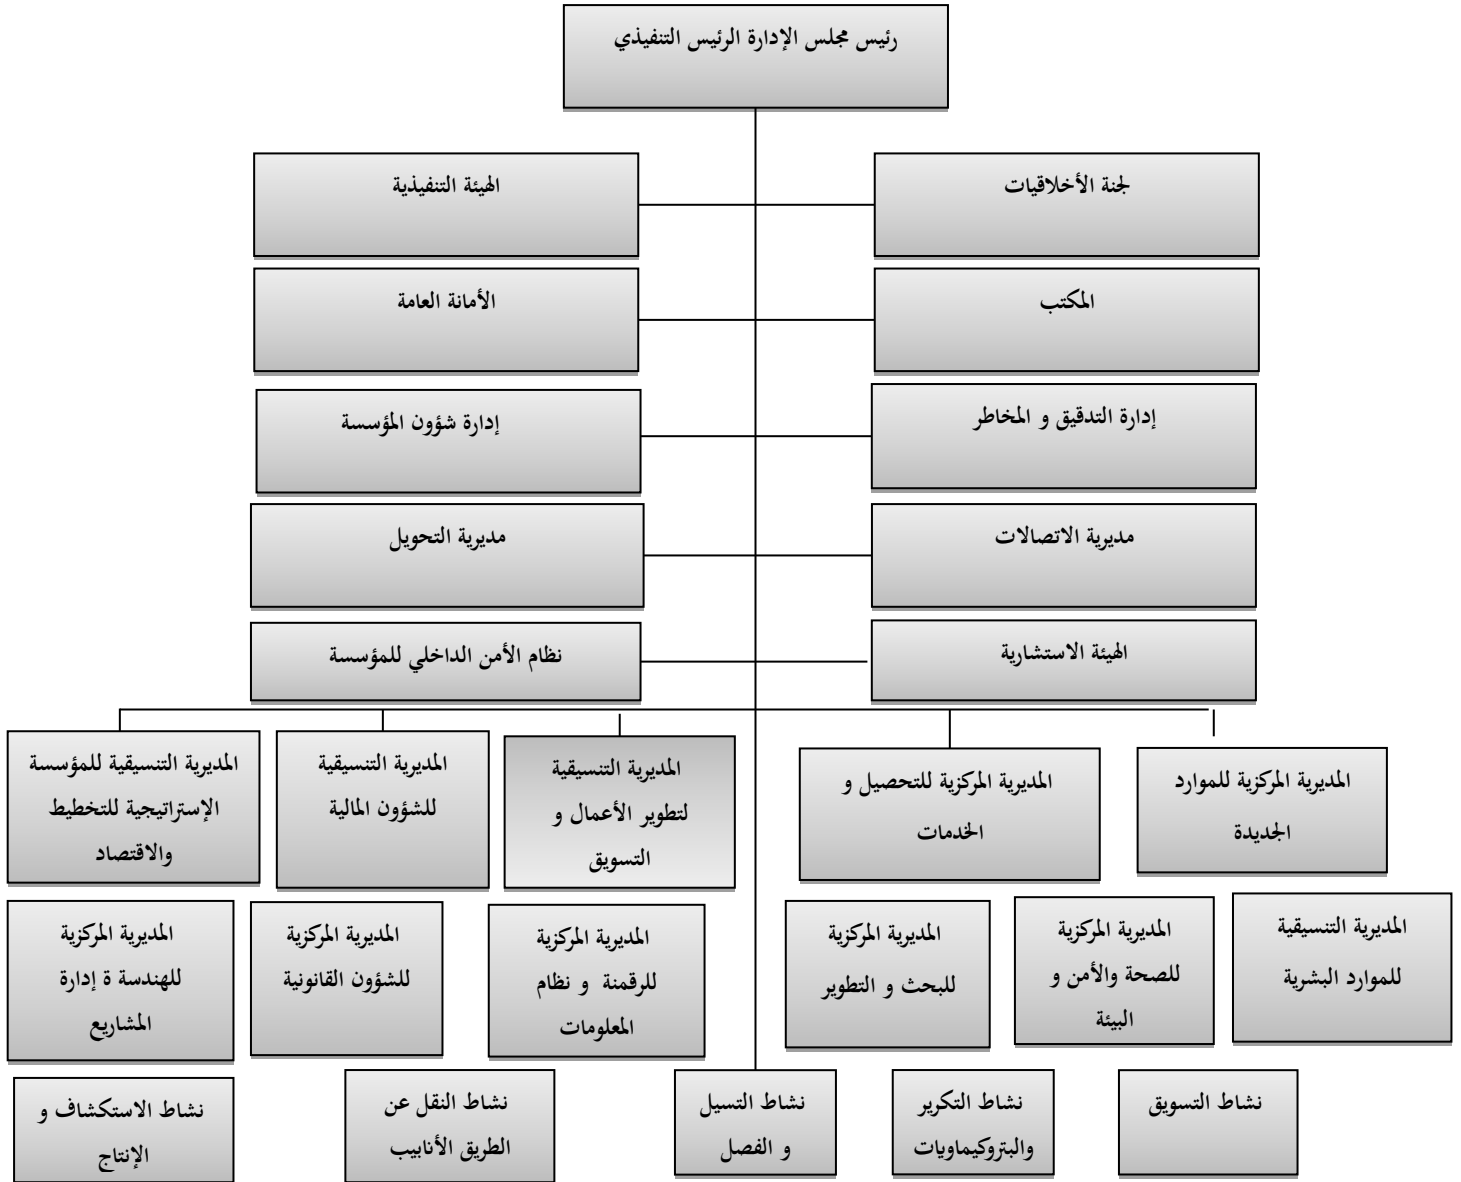 رئيس مجلس الإدارة الرئيس التنفيذي
لجنة الأخلاقيات
الهيئة التنفيذية
المكتب
الأمانة العامة
إدارة التدقيق و المخاطر
إدارة شؤون المؤسسة
مديرية الاتصالات
مديرية التحويل
الهيئة الاستشارية
نظام الأمن الداخلي للمؤسسة
المديرية المركزية للموارد
الجديدة
المديرية المركزية للتحصيل و
الخدمات
المديرية التنسيقية
لتطوير الأعمال و
التسويق
المديرية التنسيقية
للشؤون المالية
المديرية التنسيقية للمؤسسة
الإستراتيجية للتخطيط
والاقتصاد
المديرية التنسيقية
للموارد البشرية
المديرية المركزية
للصحة والأمن و
البيئة
المديرية المركزية
للبحث و التطوير
المديرية المركزية
للرقمنة و نظام
المعلومات
المديرية المركزية
للشؤون القانونية
المديرية المركزية
للهندسة ة إدارة
المشاريع
نشاط التسويق
نشاط التكرير
والبتروكيماويات
نشاط التسيل
و الفصل
نشاط النقل عن
الطريق الأنابيب
نشاط الاستكشاف و
الإنتاج